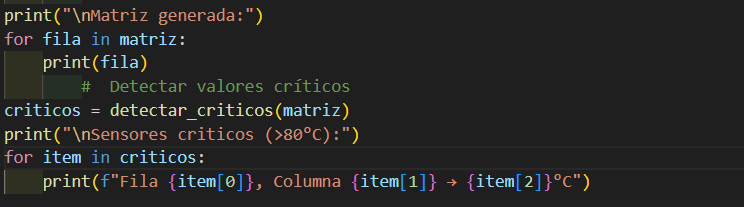 print("\nMatriz generada:")
for fila in matriz:
    print(fila)
        #  Detectar valores críticos
criticos = detectar_criticos(matriz)
print("\nSensores criticos (>80°C):")
for item in criticos:
    print(f"Fila {item[0]}, Columna {item[1]} → {item[2]}°C")